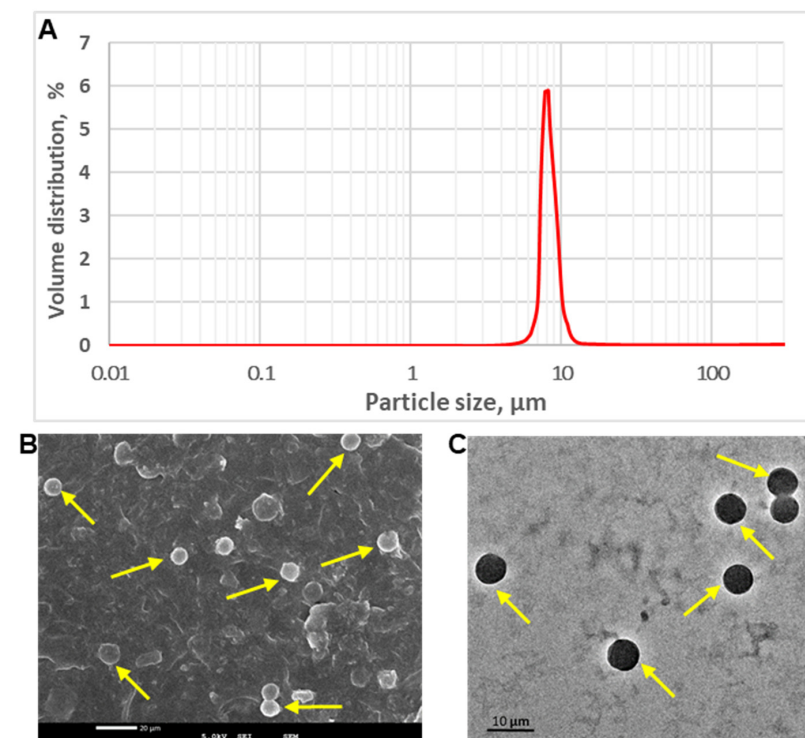 A
Volume distribution, %
7
6
5
4
3
2
1
0
0.01 0.1 1 10 100
Particle size, µm
B
C
20 µm
5.0kV SEI SEM
10 µm